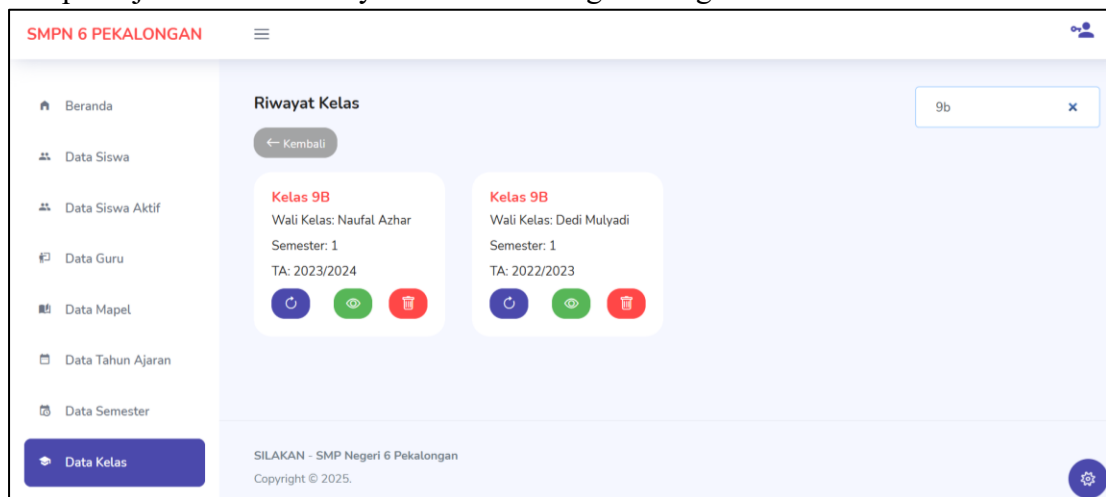 SMPN 6 PEKALONGAN
Beranda
Data Siswa
Data Siswa Aktif
Data Guru
Data Mapel
Data Tahun Ajaran
Data Semester
Data Kelas
Riwayat Kelas
9b
← Kembali
Kelas 9B
Wali Kelas: Naufal Azhar
Semester: 1
TA: 2023/2024
Kelas 9B
Wali Kelas: Dedi Mulyadi
Semester: 1
TA: 2022/2023
SILAKAN - SMP Negeri 6 Pekalongan
Copyright © 2025.